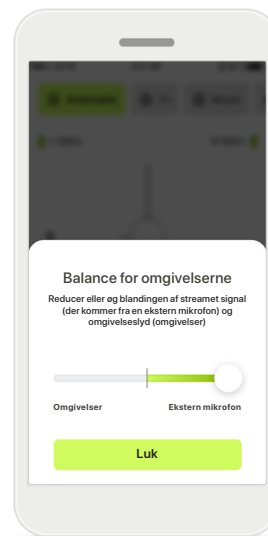 Balance for omgivelserne
Reducer eller øg blandingen af streamet signal
(der kommer fra en ekstern mikrofon) og
omgivelseslyd (omgivelser)
Omgivelser
Ekstern mikrofon
Luk